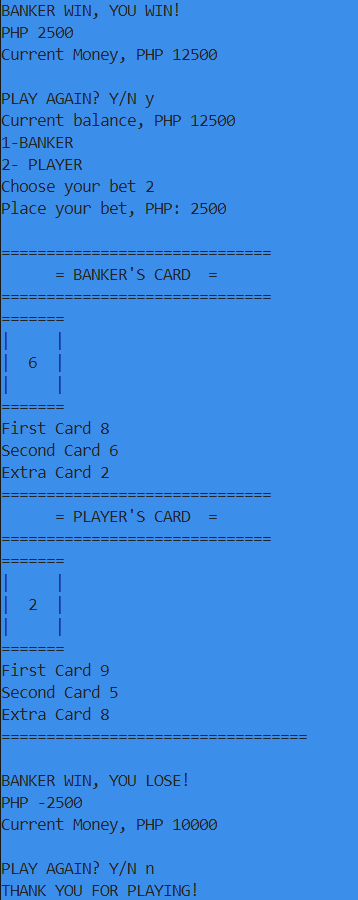 BANKER WIN, YOU WIN!
PHP 2500
Current Money, PHP 12500
PLAY AGAIN? Y/N y
Current balance, PHP 12500
1-BANKER
2- PLAYER
Choose your bet 2
Place your bet, PHP: 2500
==============================
= BANKER'S CARD  =
==============================
=======
|     |
|  6  |
|     |
=======
First Card 8
Second Card 6
Extra Card 2
==============================
= PLAYER'S CARD  =
==============================
=======
|     |
|  2  |
|     |
=======
First Card 9
Second Card 5
Extra Card 8
==================================
BANKER WIN, YOU LOSE!
PHP -2500
Current Money, PHP 10000
PLAY AGAIN? Y/N n
THANK YOU FOR PLAYING!